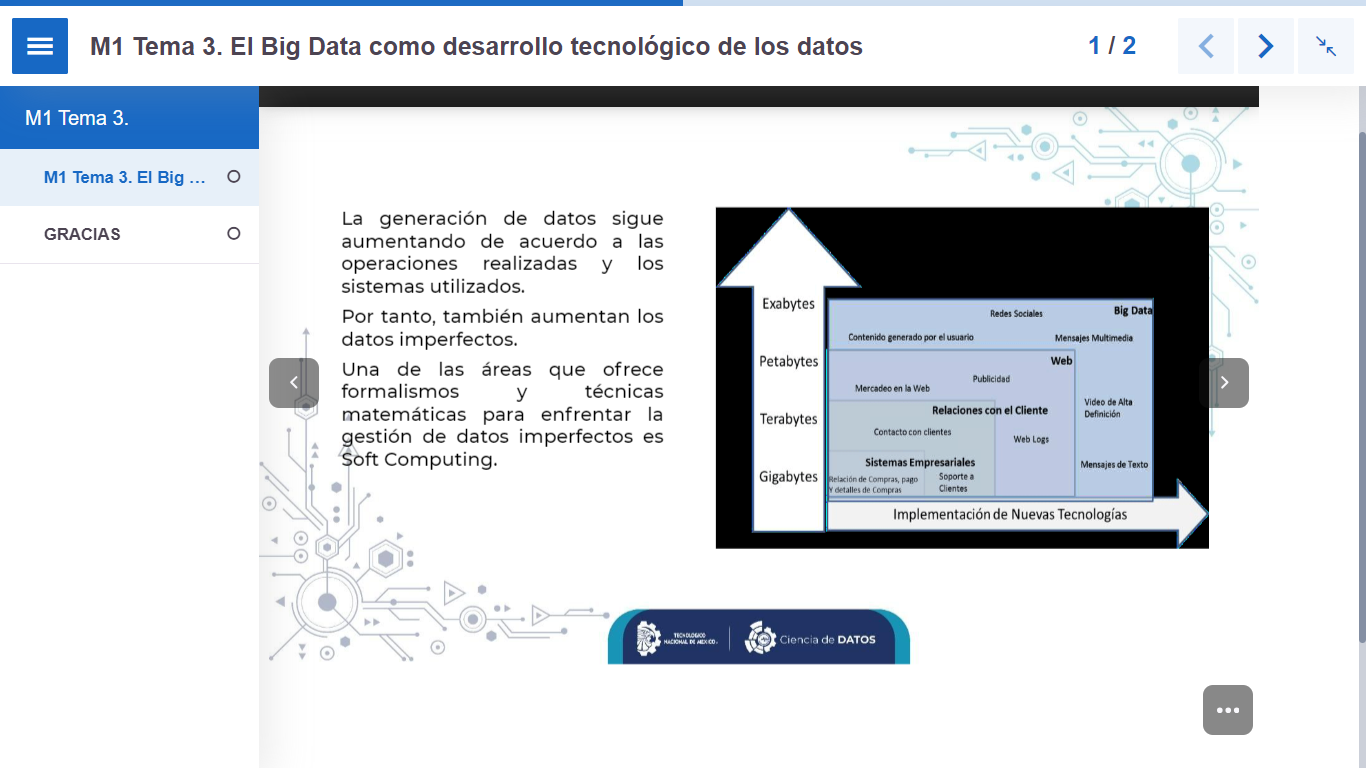 M1 Tema 3. El Big Data como desarrollo tecnológico de los datos
1 / 2
M1 Tema 3.
M1 Tema 3. El Big ...
GRACIAS
La generación de datos sigue
aumentando de acuerdo a las
operaciones realizadas y los
sistemas utilizados.
Por tanto, también aumentan los
datos imperfectos.
Una de las áreas que ofrece
formalismos y técnicas
matemáticas para enfrentar la
gestión de datos imperfectos es
Soft Computing.
Exabytes
Petabytes
Terabytes
Gigabytes
Redes Sociales
Big Data
Contenido generado por el usuario
Mensajes Multimedia
Web
Publicidad
Mercadeo en la Web
Video de Alta
Definición
Relaciones con el Cliente
Contacto con clientes
Web Logs
Sistemas Empresariales
Mensajes de Texto
Relación de Compras, pago
Y detalles de Compras
Soporte a
Clientes
Implementación de Nuevas Tecnologías
TECNOLÓGICO
NACIONAL DE MÉXICO
Ciencia de DATOS